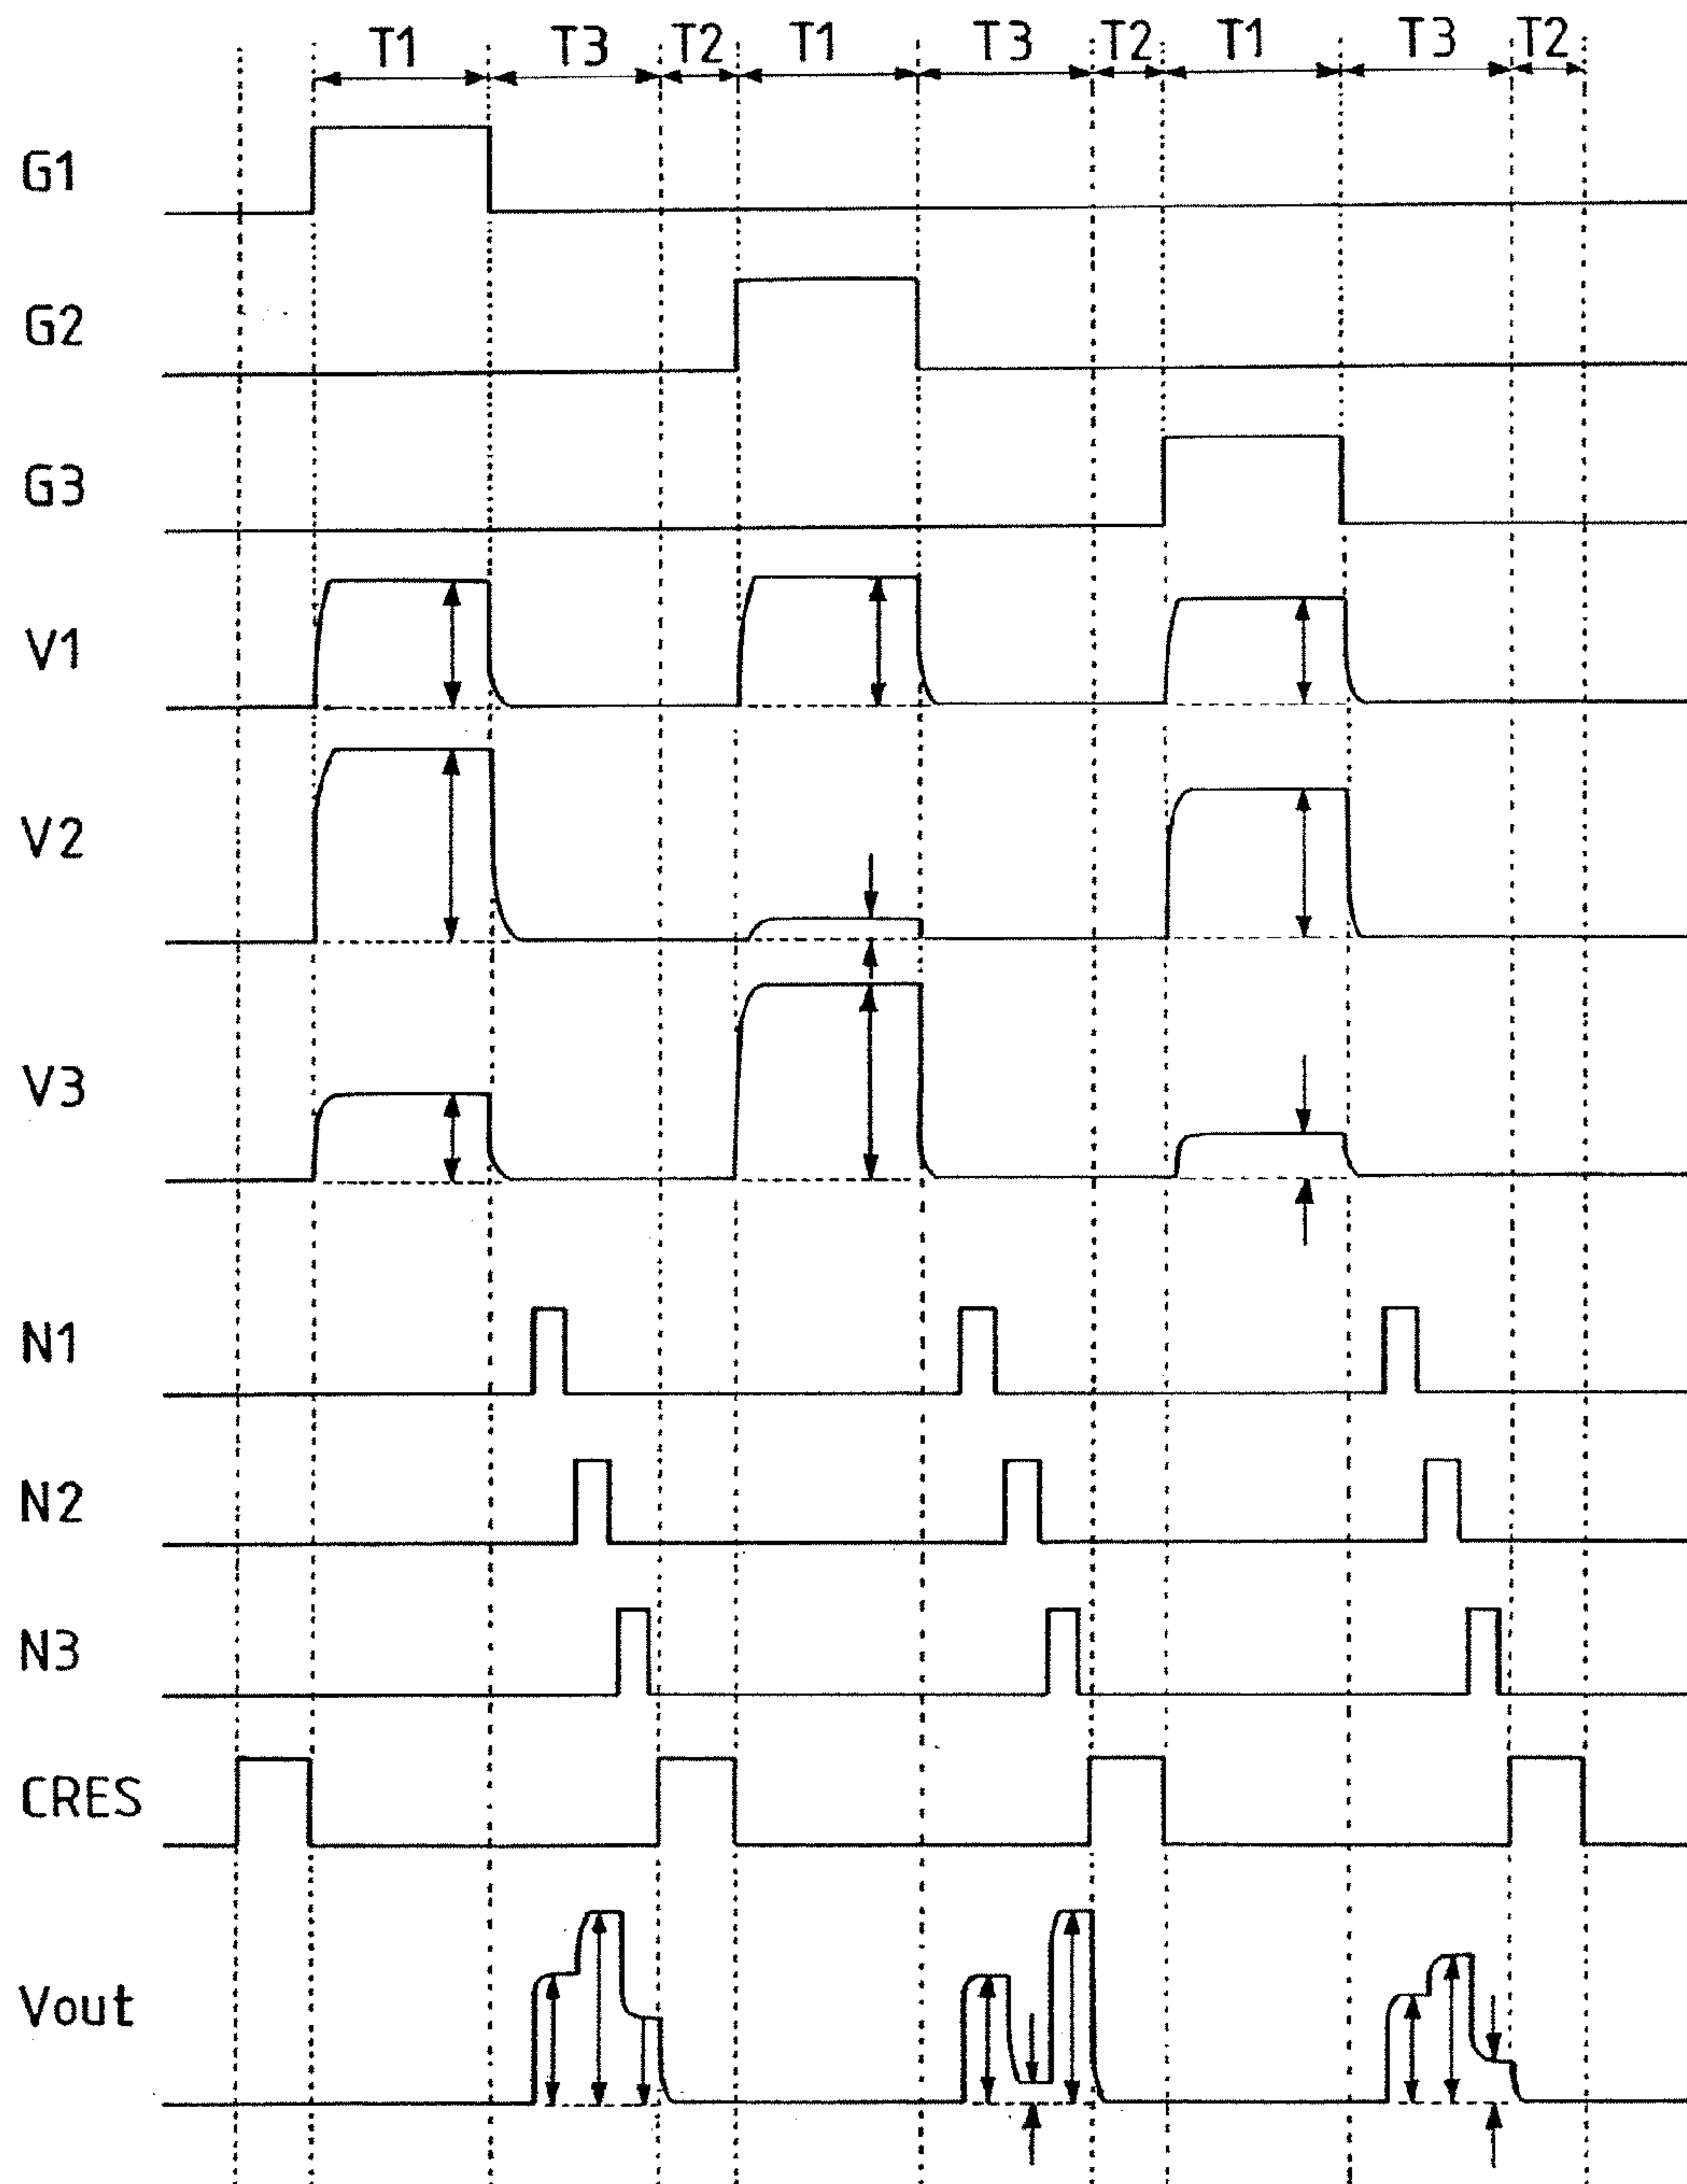 T1 T3 T2 T1 T3 T2 T1 T3 T2
G1
G2
G3
V1
V2
V3
N1
N2
N3
CRES
Vout